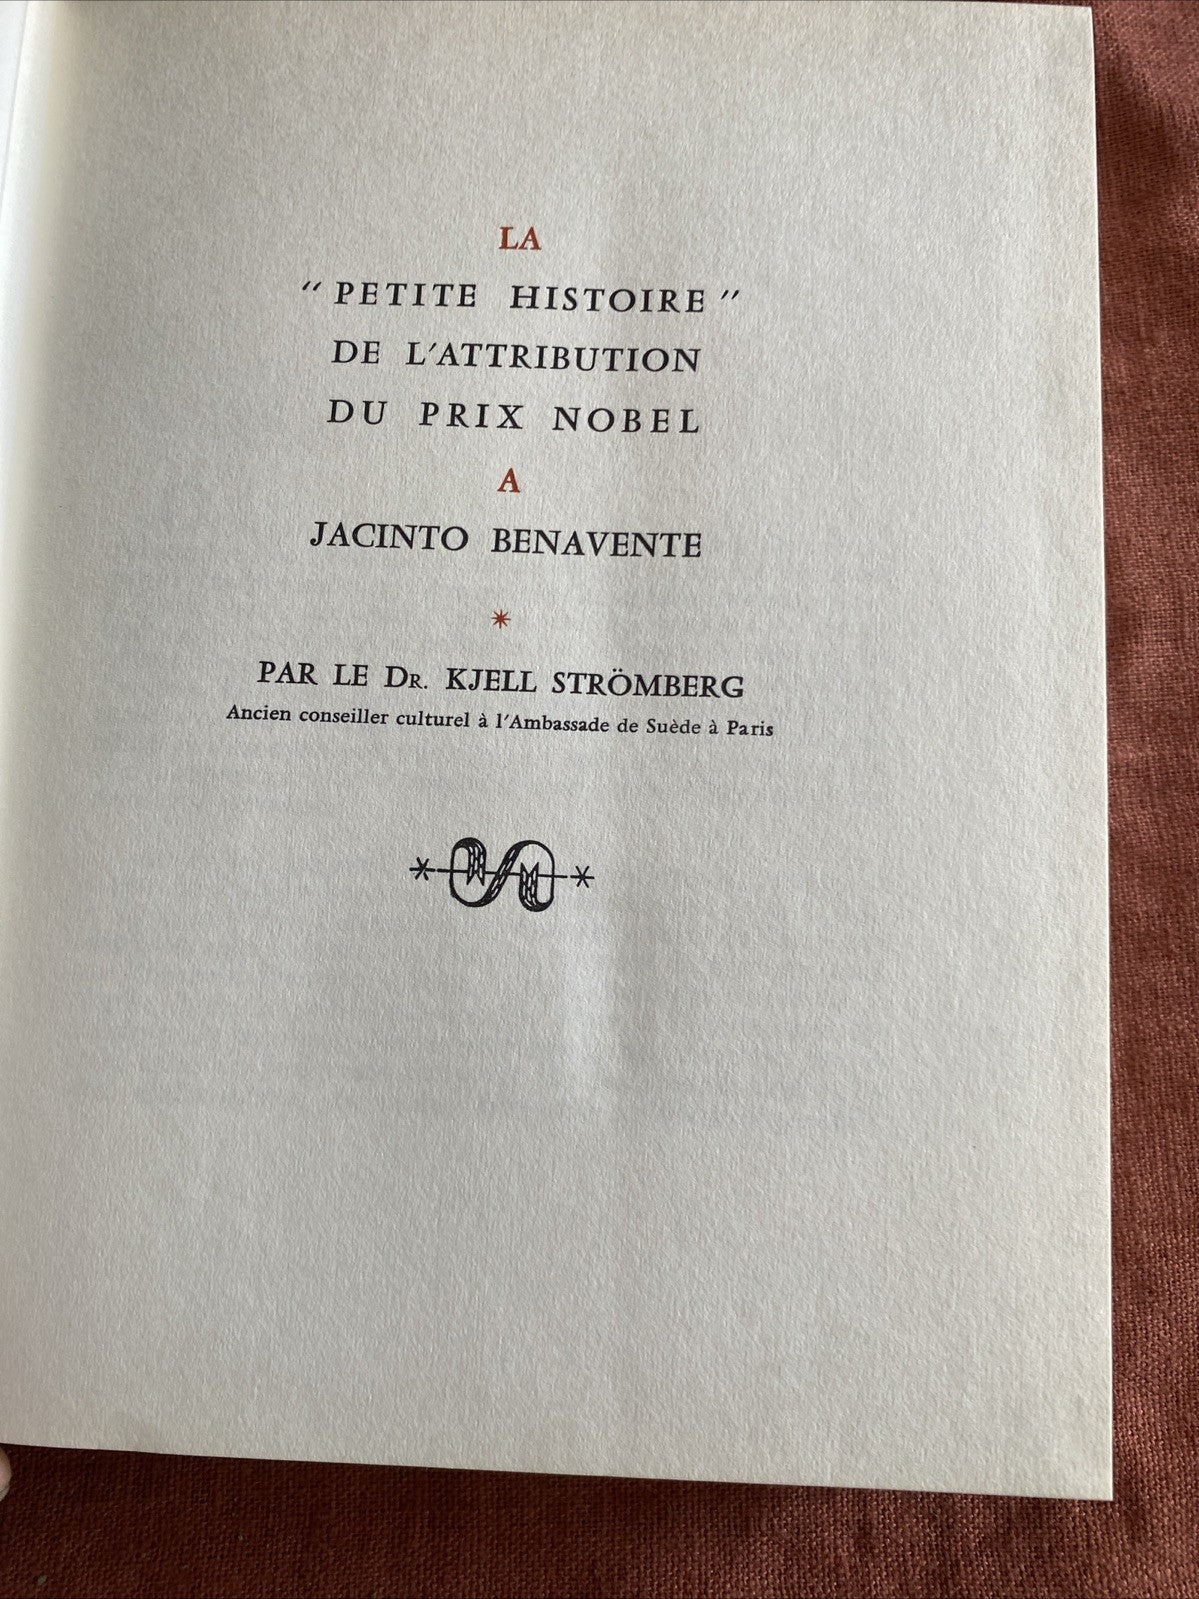 LA
" PETITE HISTOIRE "
DE L'ATTRIBUTION
DU PRIX NOBEL
A
JACINTO BENAVENTE
*
PAR LE DR. KJELL STRÖMBERG
Ancien conseiller culturel à l'Ambassade de Suède à Paris